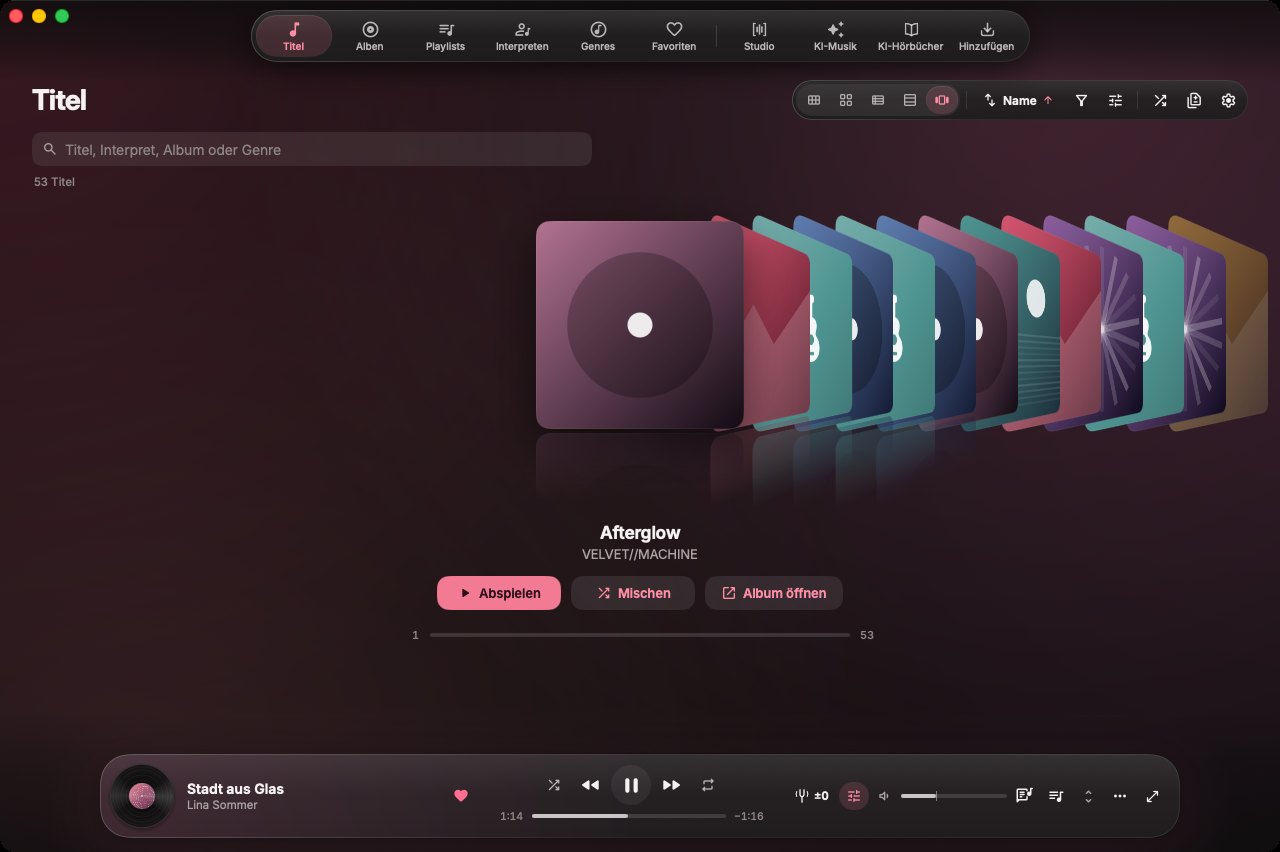 Titel
Alben
Playlists
Interpreten
Genres
Favoriten
Studio
KI-Musik
KI-Hörbücher
Hinzufügen
Titel
Name
Titel, Interpret, Album oder Genre
53 Titel
Afterglow
VELVET//MACHINE
Abspielen
Mischen
Album öffnen
1
53
Stadt aus Glas
Lina Sommer
1:14
−1:16
±0